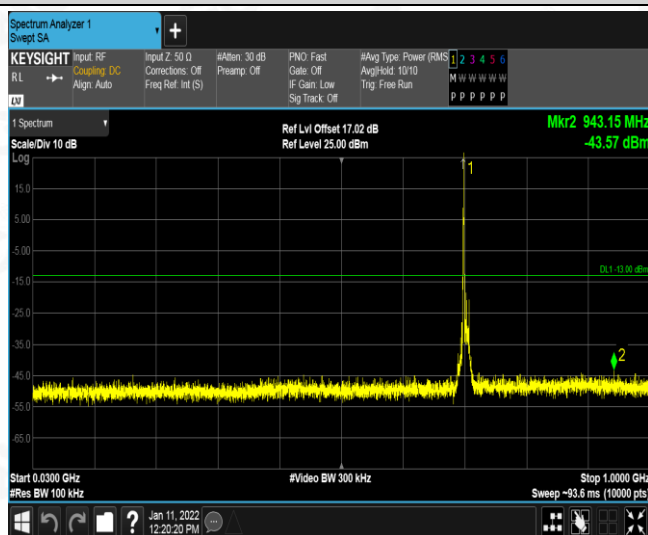 Spectrum Analyzer 1
Swept SA
+
KEYSIGHT
RL
LXI
Input: RF
Coupling: DC
Align: Auto
Input Z: 50 Ω
Corrections: Off
Freq Ref: Int (S)
#Atten: 30 dB
Preamp: Off
PNO: Fast
Gate: Off
IF Gain: Low
Sig Track: Off
#Avg Type: Power (RMS
Avg|Hold: 10/10
Trig: Free Run
1 2 3 4 5 6
M W W W W W
P P P P P P
1 Spectrum
Scale/Div 10 dB
Log
Ref Lvl Offset 17.02 dB
Ref Level 25.00 dBm
Mkr2 943.15 MHz
-43.57 dBm
1
15.0
5.00
-5.00
DL1 -13.00 dBm
-15.0
-25.0
-35.0
2
-45.0
-55.0
-65.0
Start 0.0300 GHz
#Video BW 300 kHz
Stop 1.0000 GHz
#Res BW 100 kHz
Sweep ~93.6 ms (10000 pts)
?
Jan 11, 2022
12:20:20 PM